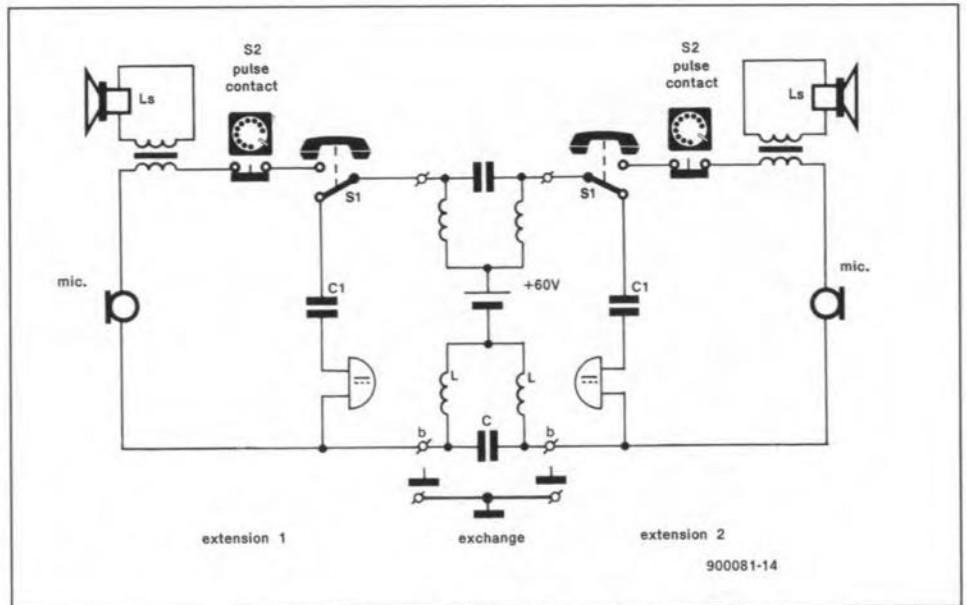 S2
pulse
contact
Ls
S2
pulse
contact
Ls
S1
S1
mic.
C1
+60V
C1
mic.
L
L
b
C
b
extension 1
exchange
extension 2
900081-14